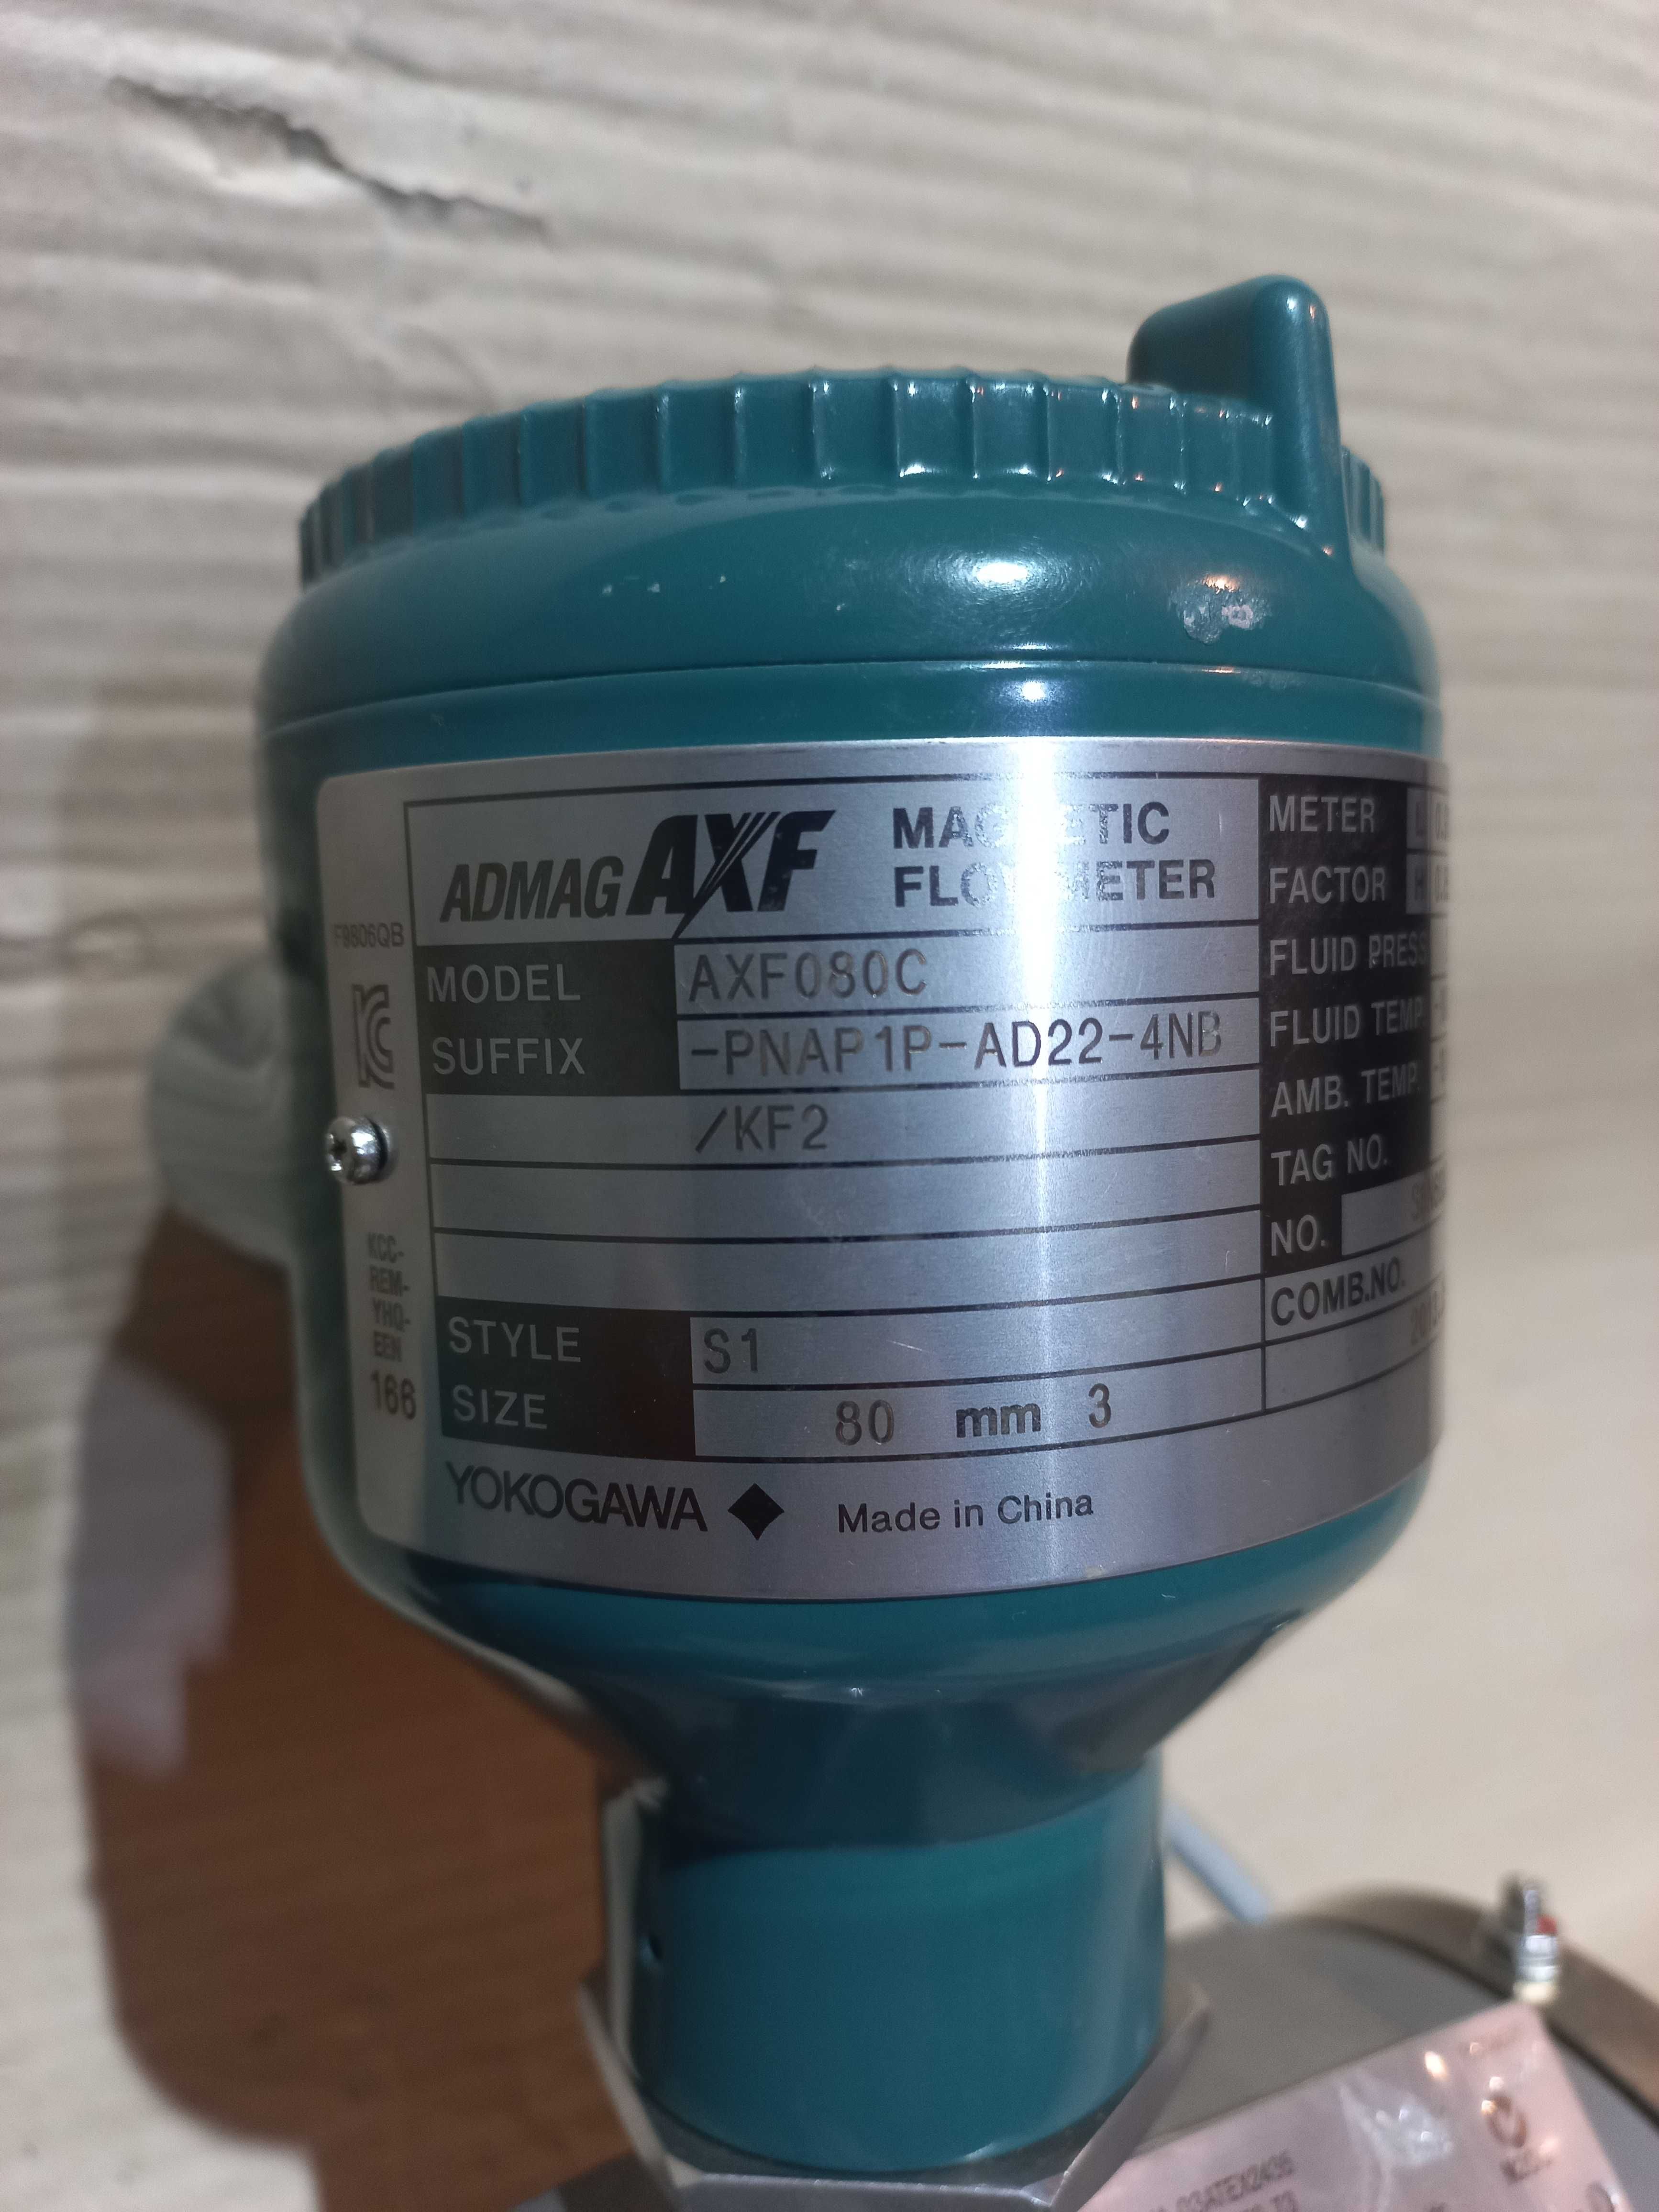 ADMAG AXF MAGNETIC
FLOWMETER
F9806QB
MODEL AXF080C
SUFFIX -PNAP1P-AD22-4NB
/KF2
STYLE S1
SIZE 80 mm 3
YOKOGAWA Made in China
KCC-
REM-
YHQ-
EEN
166
METER L
FACTOR H
FLUID PRESS
FLUID TEMP.
AMB. TEMP.
TAG NO.
NO.
COMB.NO.